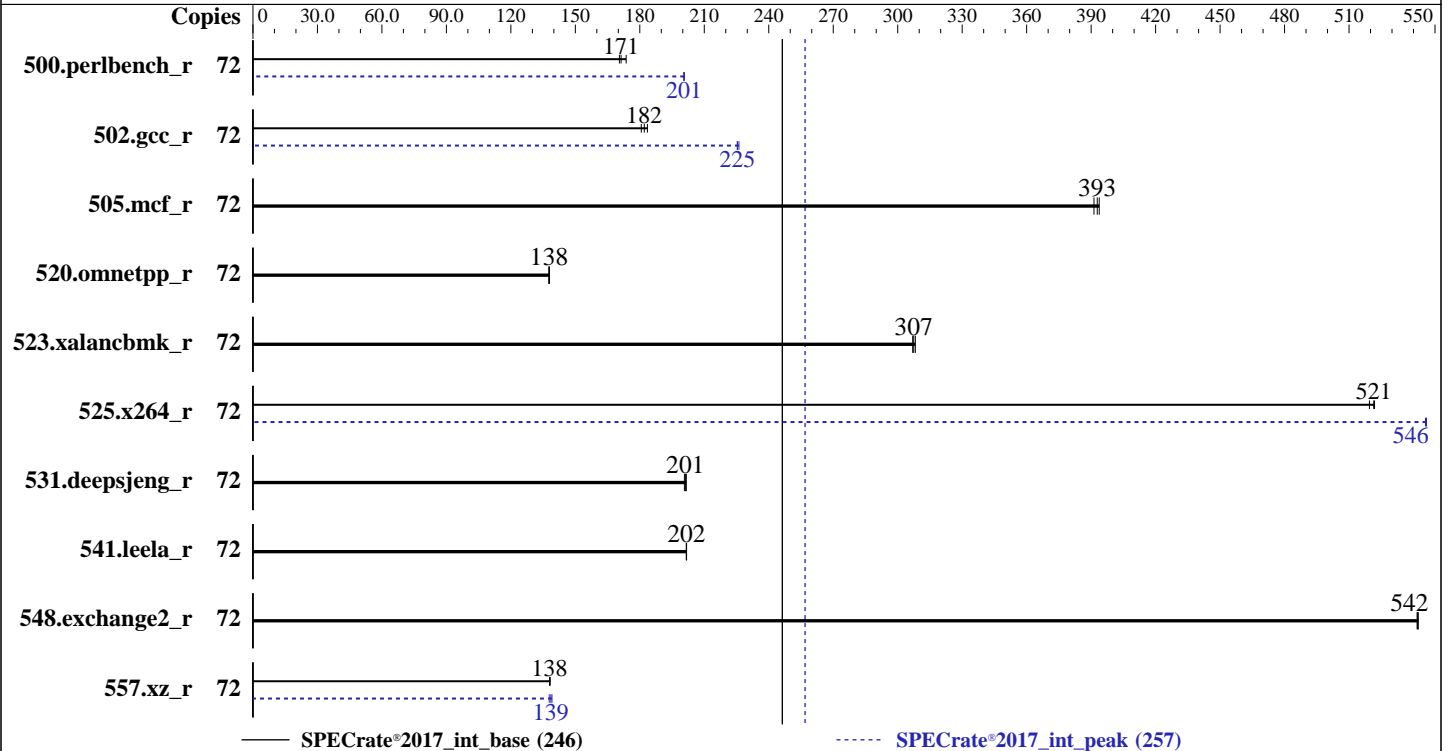 Copies 0 30.0 60.0 90.0 120 150 180 210 240 270 300 330 360 390 420 450 480 510 550
500.perlbench_r 72 171
201
502.gcc_r 72 182
225
505.mcf_r 72 393
520.omnetpp_r 72 138
523.xalancbmk_r 72 307
525.x264_r 72 521
546
531.deepsjeng_r 72 201
541.leela_r 72 202
548.exchange2_r 72 542
557.xz_r 72 138
139
SPECrate®2017_int_base (246) SPECrate®2017_int_peak (257)